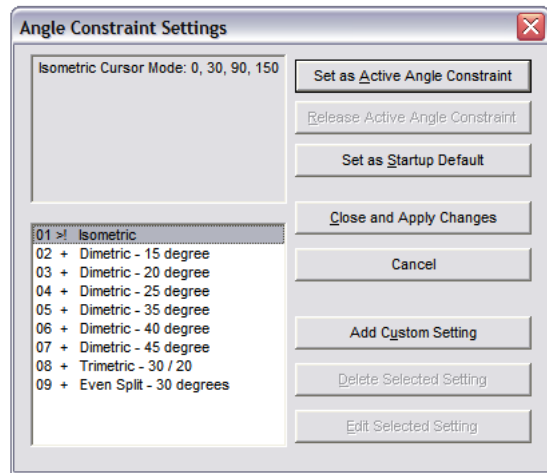 Angle Constraint Settings
Isometric Cursor Mode: 0, 30, 90, 150
Set as Active Angle Constraint
Release Active Angle Constraint
Set as Startup Default
Close and Apply Changes
Cancel
01 >! Isometric
02 + Dimetric - 15 degree
03 + Dimetric - 20 degree
04 + Dimetric - 25 degree
05 + Dimetric - 35 degree
06 + Dimetric - 40 degree
07 + Dimetric - 45 degree
08 + Trimetric - 30 / 20
09 + Even Split - 30 degrees
Add Custom Setting
Delete Selected Setting
Edit Selected Setting